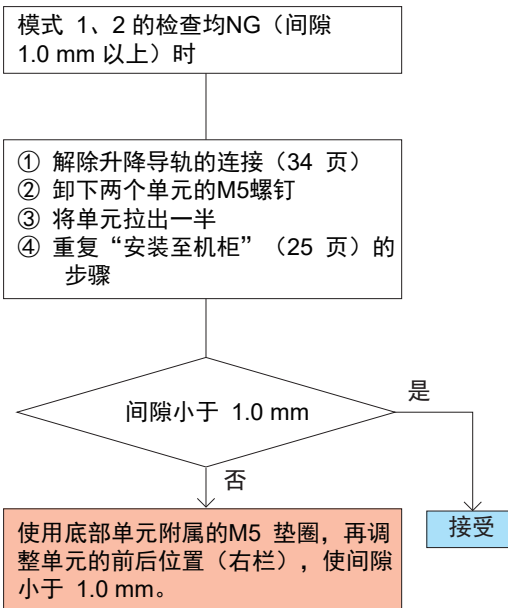 模式 1、2 的检查均NG（间隙
1.0 mm 以上）时
① 解除升降导轨的连接（34 页）
② 卸下两个单元的M5螺钉
③ 将单元拉出一半
④ 重复“安装至机柜”（25 页）的
步骤
间隙小于 1.0 mm
是
否
接受
使用底部单元附属的M5 垫圈，再调
整单元的前后位置（右栏），使间隙
小于 1.0 mm。